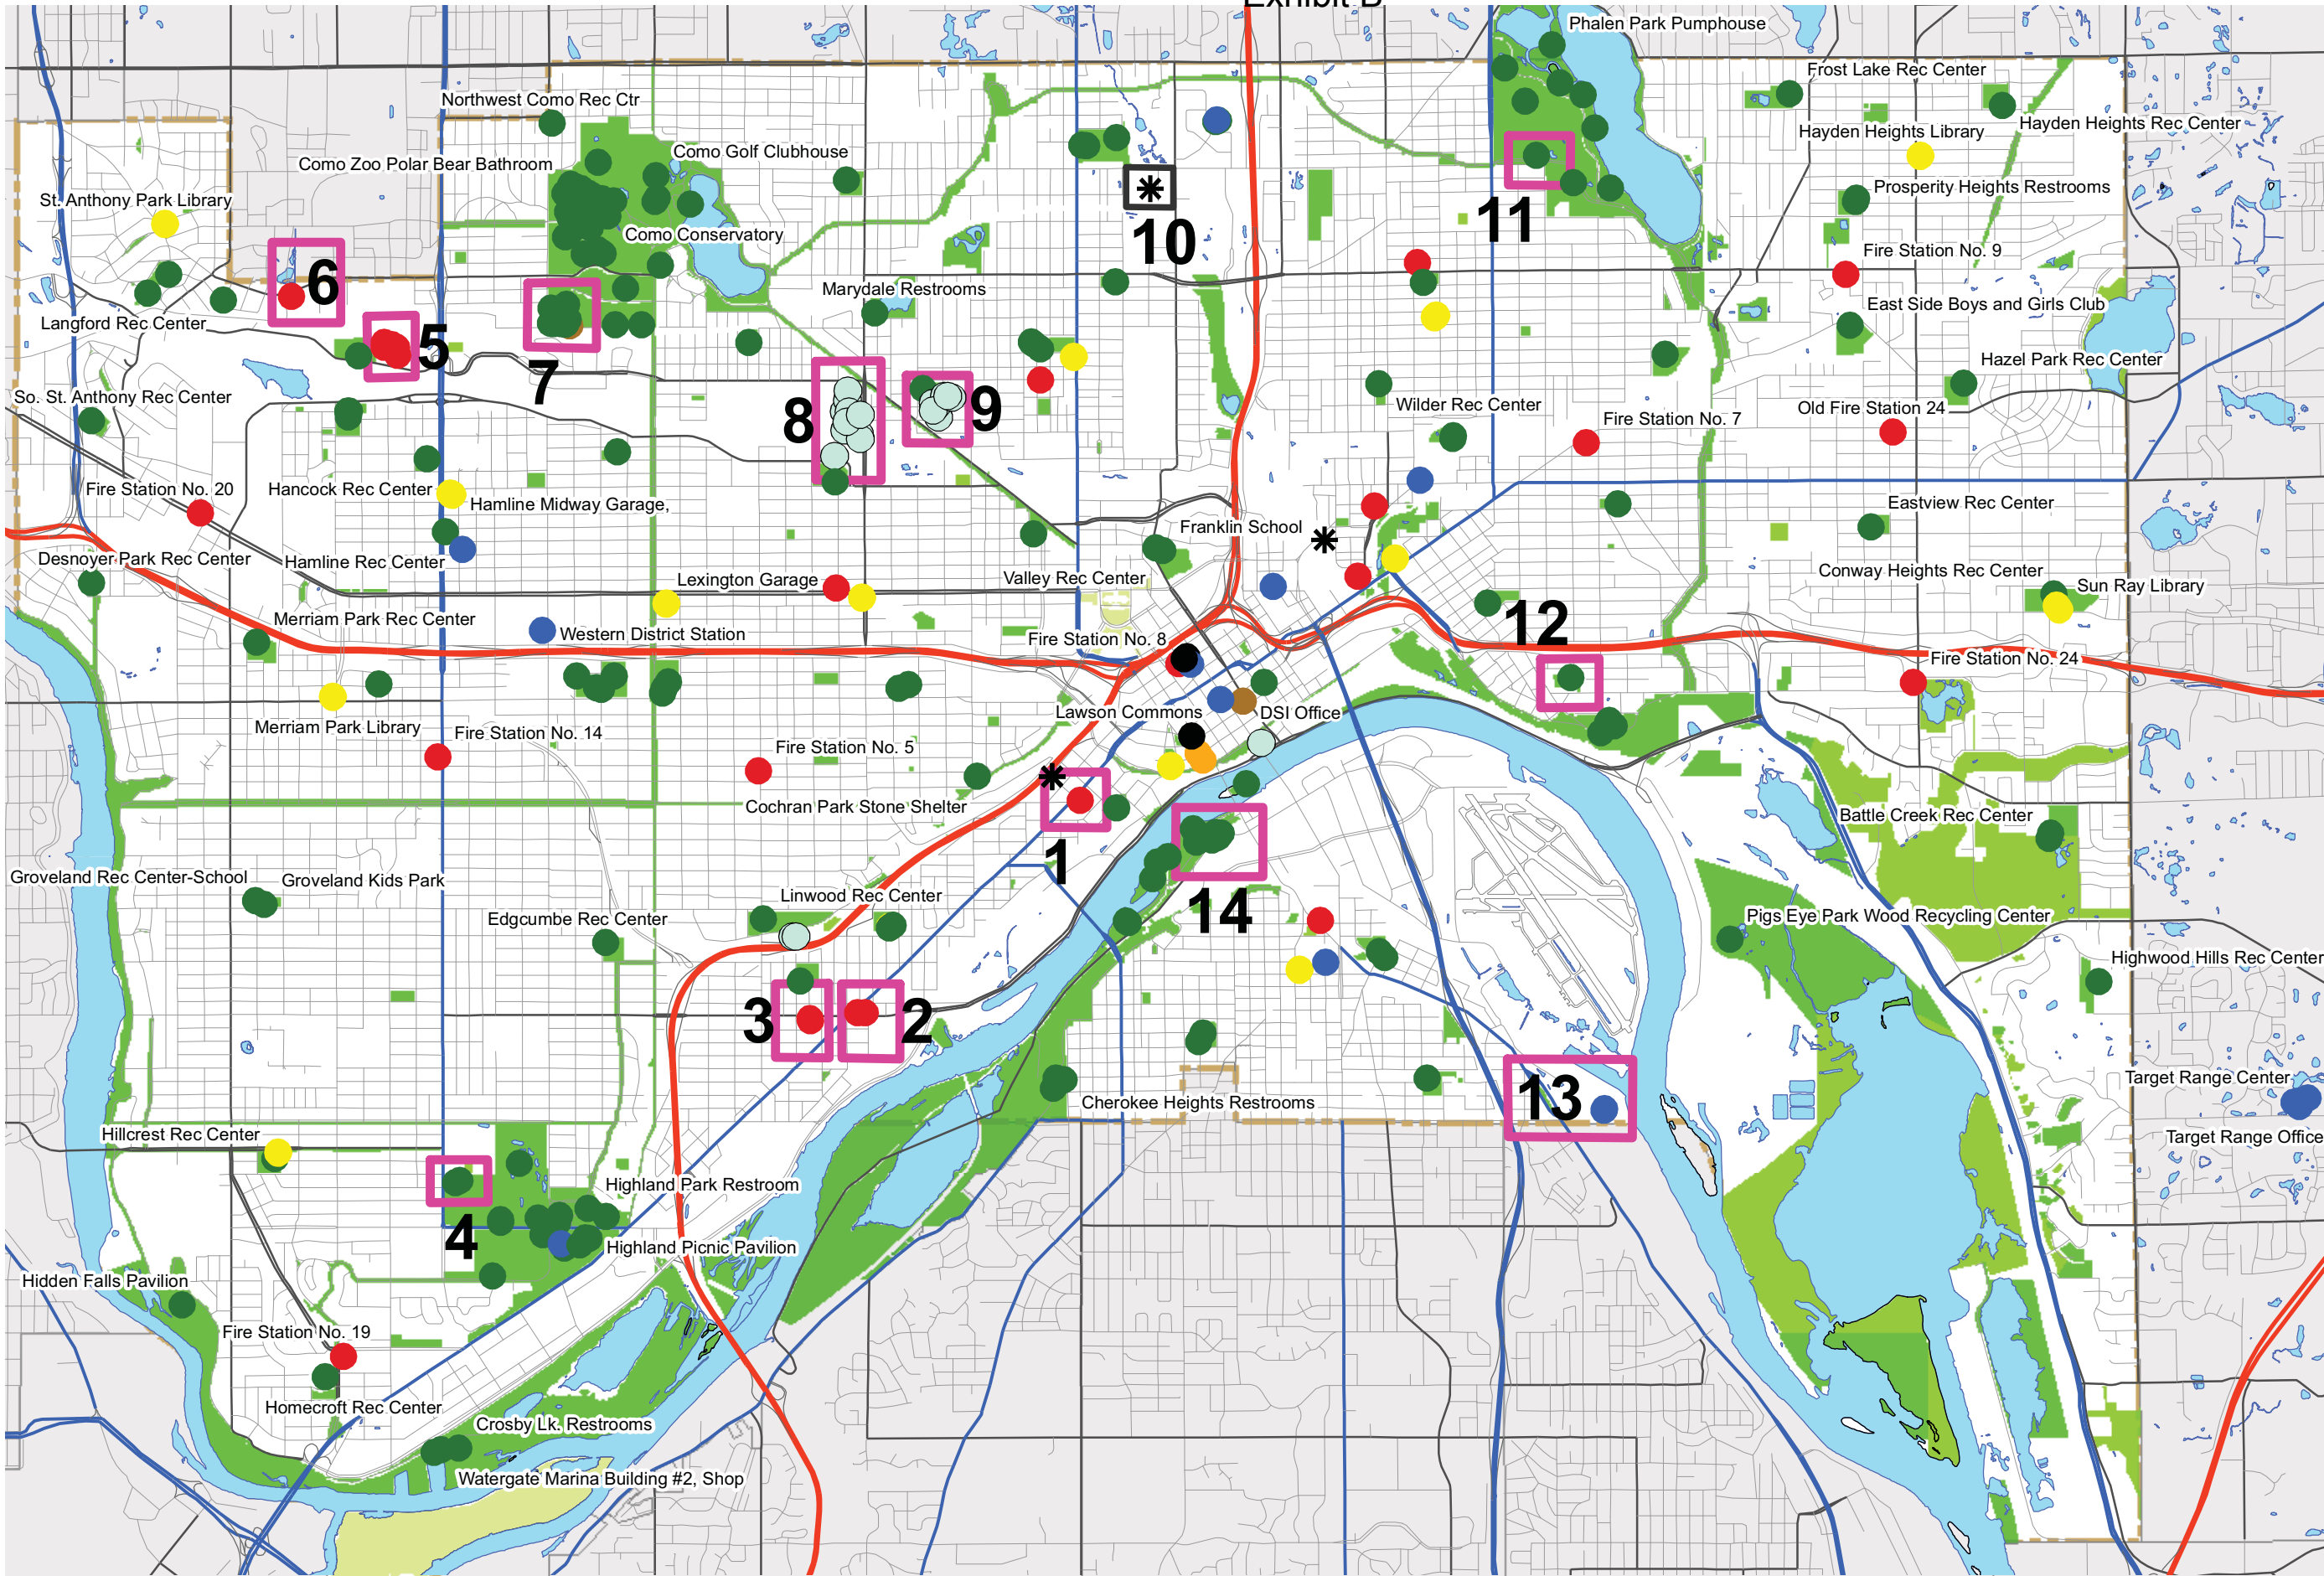 Exhibit B
Phalen Park Pumphouse
Frost Lake Rec Center
Northwest Como Rec Ctr
Hayden Heights Rec Center
Hayden Heights Library
Como Golf Clubhouse
Como Zoo Polar Bear Bathroom
Prosperity Heights Restrooms
St. Anthony Park Library
11
Como Conservatory
10
Fire Station No. 9
6
Marydale Restrooms
East Side Boys and Girls Club
Langford Rec Center
5
Hazel Park Rec Center
7
So. St. Anthony Rec Center
Wilder Rec Center
Old Fire Station 24
8
9
Fire Station No. 7
Fire Station No. 20
Hancock Rec Center
Hamline Midway Garage,
Eastview Rec Center
Franklin School
Desnoyer Park Rec Center
Hamline Rec Center
Lexington Garage
Valley Rec Center
Conway Heights Rec Center
Sun Ray Library
Merriam Park Rec Center
12
Western District Station
Fire Station No. 8
Fire Station No. 24
Lawson Commons
DSI Office
Merriam Park Library
Fire Station No. 14
Fire Station No. 5
Cochran Park Stone Shelter
Battle Creek Rec Center
1
Groveland Rec Center-School
Groveland Kids Park
Linwood Rec Center
14
Edgcumbe Rec Center
Pigs Eye Park Wood Recycling Center
Highwood Hills Rec Center
3
2
Target Range Center
13
Cherokee Heights Restrooms
Hillcrest Rec Center
Target Range Office
Highland Park Restroom
4
Highland Picnic Pavilion
Hidden Falls Pavilion
Fire Station No. 19
Homecroft Rec Center
Crosby Lk. Restrooms
Watergate Marina Building #2, Shop